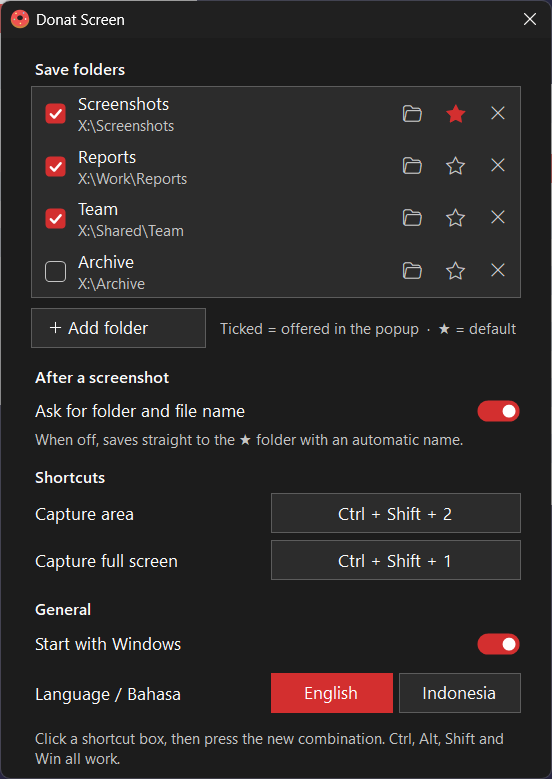 Donat Screen
Save folders
Screenshots
X:\Screenshots
Reports
X:\Work\Reports
Team
X:\Shared\Team
Archive
X:\Archive
+ Add folder
Ticked = offered in the popup · ★ = default
After a screenshot
Ask for folder and file name
When off, saves straight to the ★ folder with an automatic name.
Shortcuts
Capture area
Ctrl + Shift + 2
Capture full screen
Ctrl + Shift + 1
General
Start with Windows
Language / Bahasa
English
Indonesia
Click a shortcut box, then press the new combination. Ctrl, Alt, Shift and
Win all work.